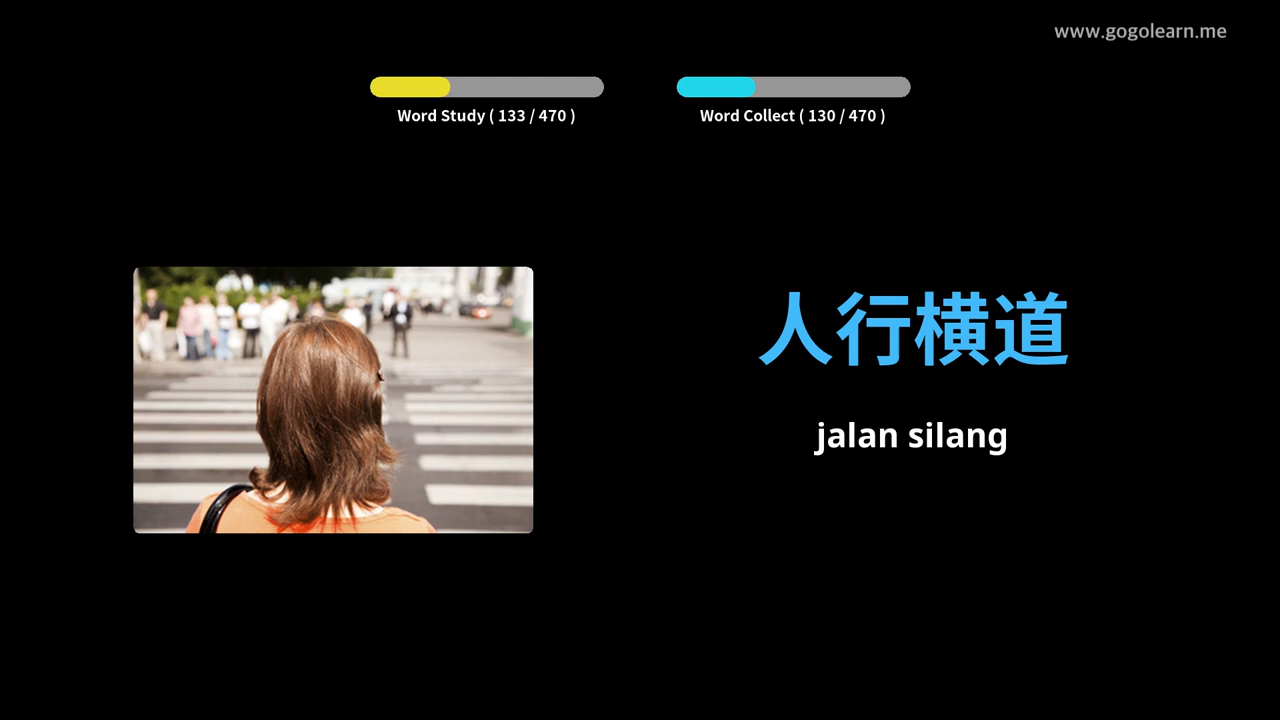 www.gogolearn.me
Word Study ( 133 / 470 )
Word Collect ( 130 / 470 )
人行横道
jalan silang